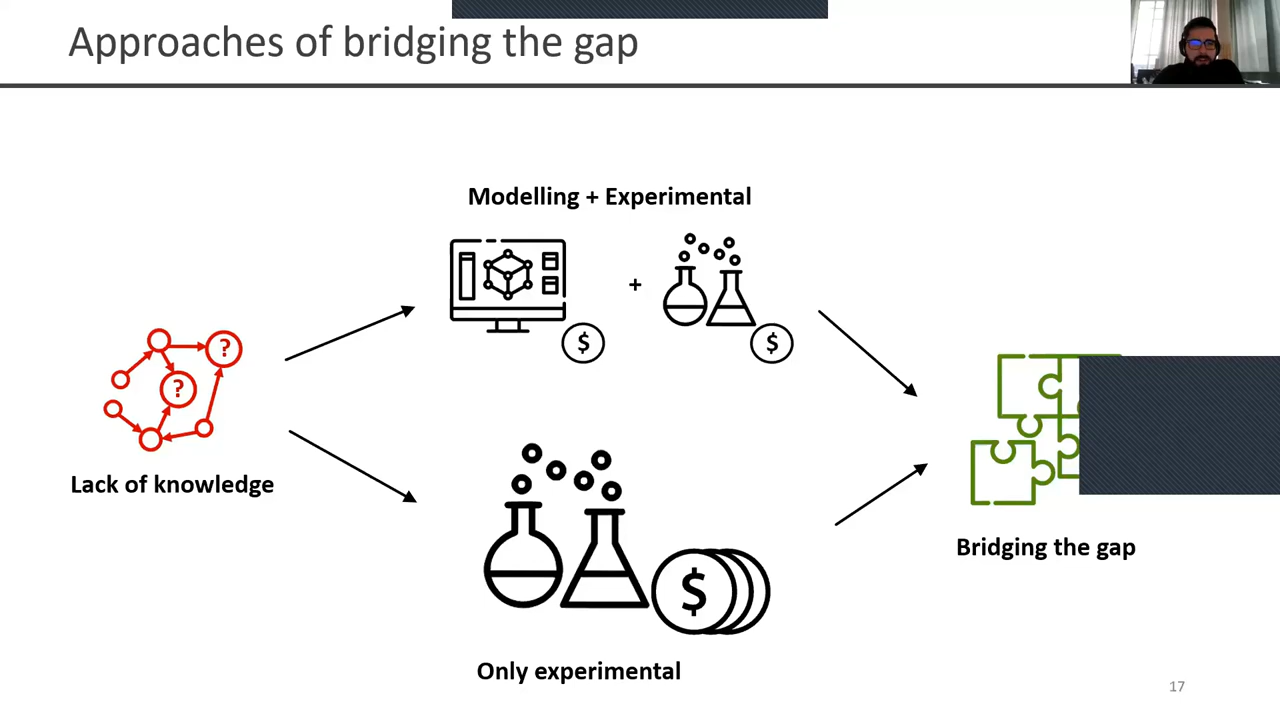 Approaches of bridging the gap
Modelling + Experimental
+
$
$
?
?
Lack of knowledge
$
Bridging the gap
Only experimental
17